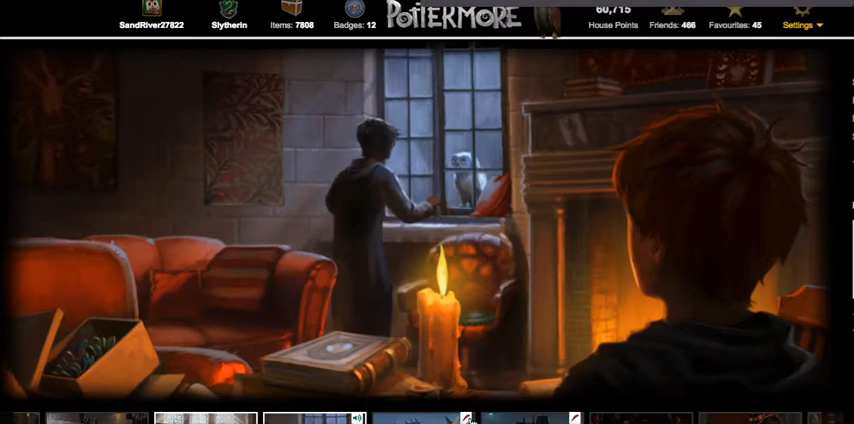 POTTERMORE
60,715
SandRiver27822 Slytherin Items: 7808 Badges: 12 House Points Friends: 466 Favourites: 45 Settings